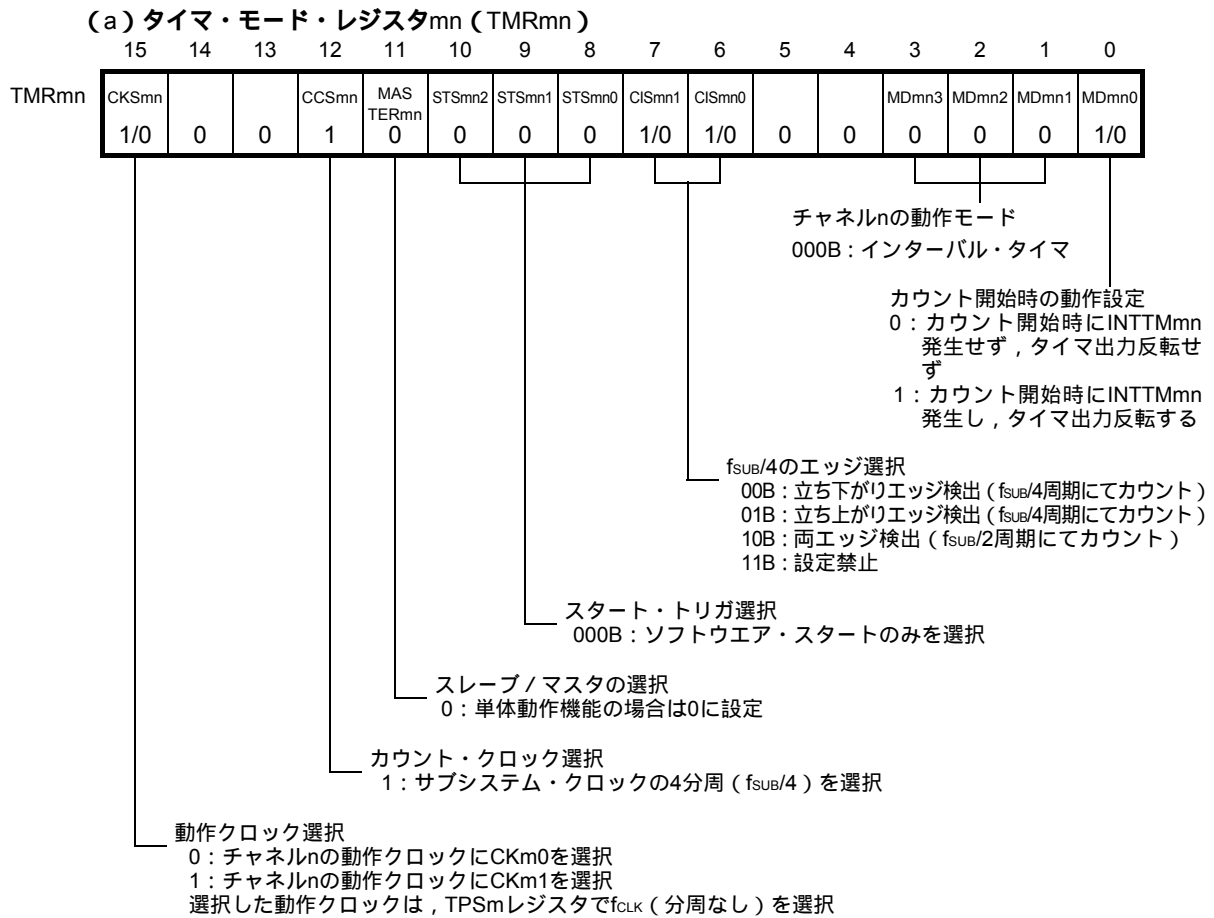 (a)タイマ・モード・レジスタmn(TMRmn)
15 14 13 12 11 10 9 8 7 6 5 4 3 2 1 0
TMRmn CKSmn CCSmn MAS TERmn STSmn2 STSmn1 STSmn0 CISmn1 CISmn0 MDmn3 MDmn2 MDmn1 MDmn0
1/0 0 0 1 0 0 0 0 1/0 1/0 0 0 0 0 0 1/0
チャネルnの動作モード
000B:インターバル・タイマ
カウント開始時の動作設定
0:カウント開始時にINTTMmn
発生せず,タイマ出力反転せ
ず
1:カウント開始時にINTTMmn
発生し,タイマ出力反転する
fSUB/4のエッジ選択
00B:立ち下がりエッジ検出(fSUB/4周期にてカウント)
01B:立ち上がりエッジ検出(fSUB/4周期にてカウント)
10B:両エッジ検出(fSUB/2周期にてカウント)
11B:設定禁止
スタート・トリガ選択
000B:ソフトウエア・スタートのみを選択
スレーブ/マスタの選択
0:単体動作機能の場合は0に設定
カウント・クロック選択
1:サブシステム・クロックの4分周(fSUB/4)を選択
動作クロック選択
0:チャネルnの動作クロックにCKm0を選択
1:チャネルnの動作クロックにCKm1を選択
選択した動作クロックは,TPSmレジスタでfCLK(分周なし)を選択